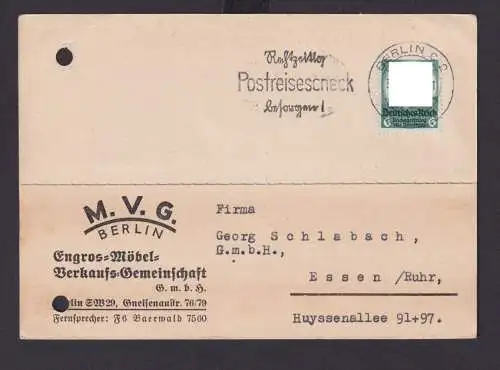 Rechtzeitig
Postreisescheck
besorgen!
BERLIN C
Deutsches Reich
M. V. G.
BERLIN
Engros=Möbel=
Verkaufs=Gemeinschaft
G. m. b. H.
lin SW29, Gneisenaustr. 76/79
Fernsprecher: F6 Baerwald 7560
Firma
Georg Schlabach,
G.m.b.H.,
Essen /Ruhr,
Huyssenallee 91+97.